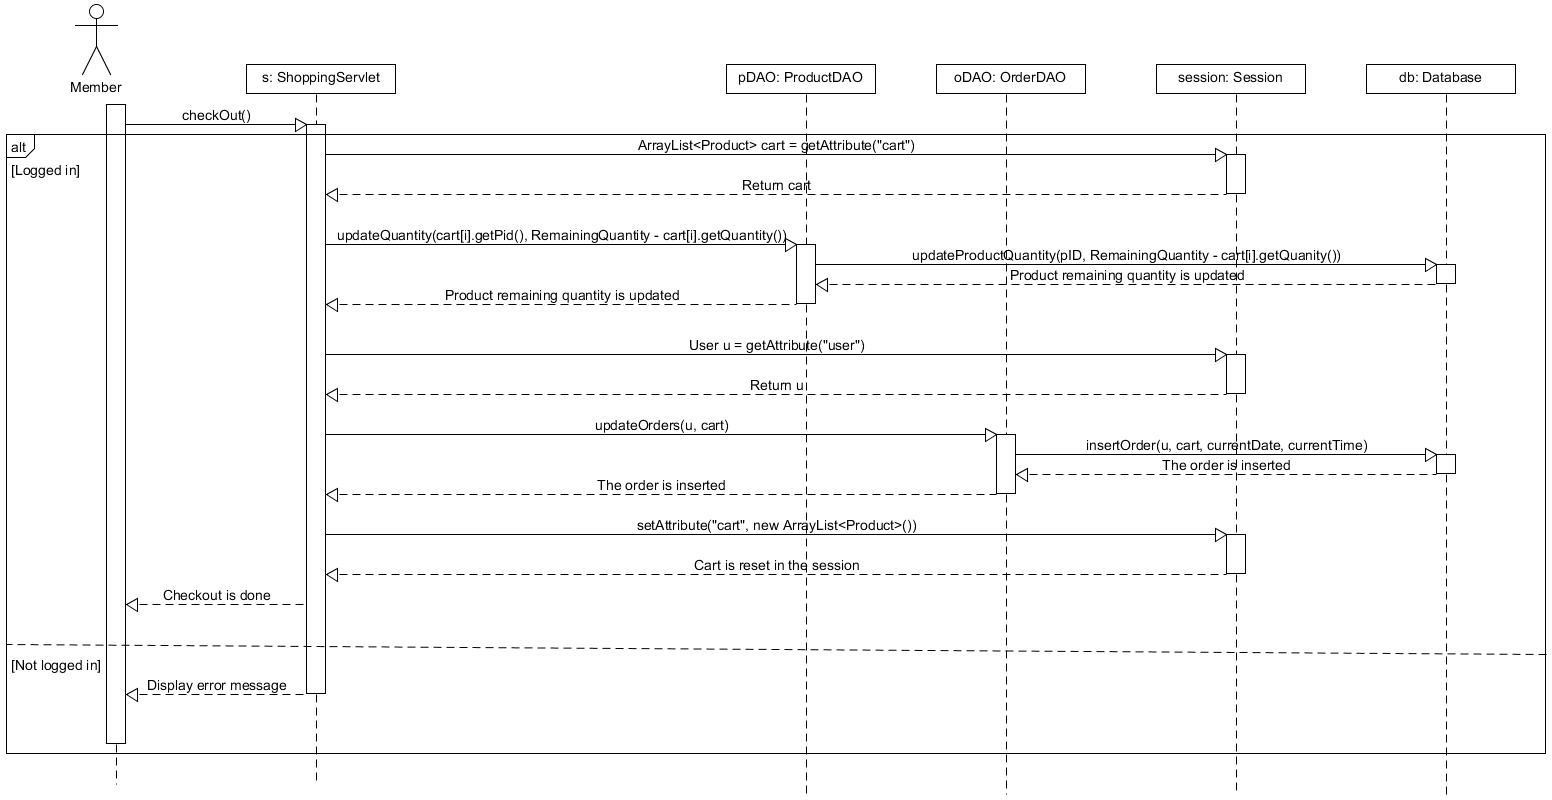 Member
s: ShoppingServlet
pDAO: ProductDAO
oDAO: OrderDAO
session: Session
db: Database
checkOut()
alt
[Logged in]
ArrayList<Product> cart = getAttribute("cart")
Return cart
updateQuantity(cart[i].getPid(), RemainingQuantity - cart[i].getQuantity())
updateProductQuantity(pID, RemainingQuantity - cart[i].getQuanity())
Product remaining quantity is updated
Product remaining quantity is updated
User u = getAttribute("user")
Return u
updateOrders(u, cart)
insertOrder(u, cart, currentDate, currentTime)
The order is inserted
The order is inserted
setAttribute("cart", new ArrayList<Product>())
Cart is reset in the session
Checkout is done
[Not logged in]
Display error message